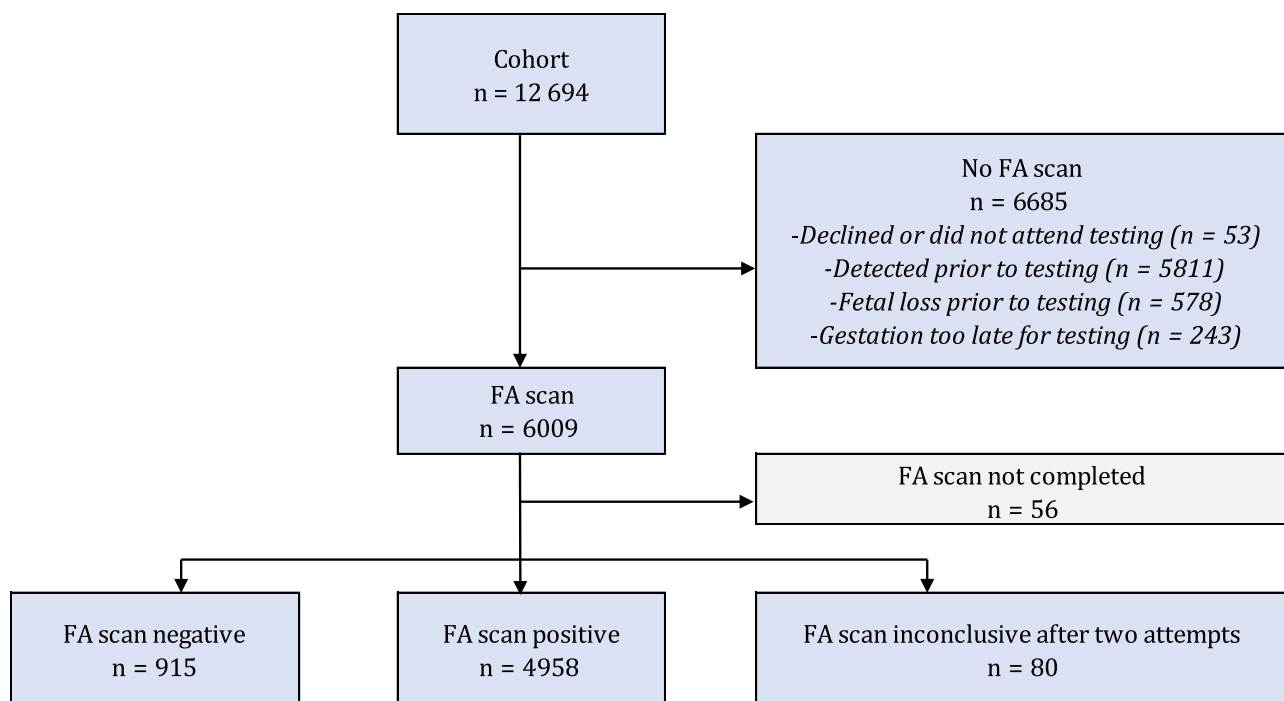 Cohort
n = 12 694
No FA scan
n = 6685
-Declined or did not attend testing (n = 53)
-Detected prior to testing (n = 5811)
-Fetal loss prior to testing (n = 578)
-Gestation too late for testing (n = 243)
FA scan
n = 6009
FA scan not completed
n = 56
FA scan negative
n = 915
FA scan positive
n = 4958
FA scan inconclusive after two attempts
n = 80